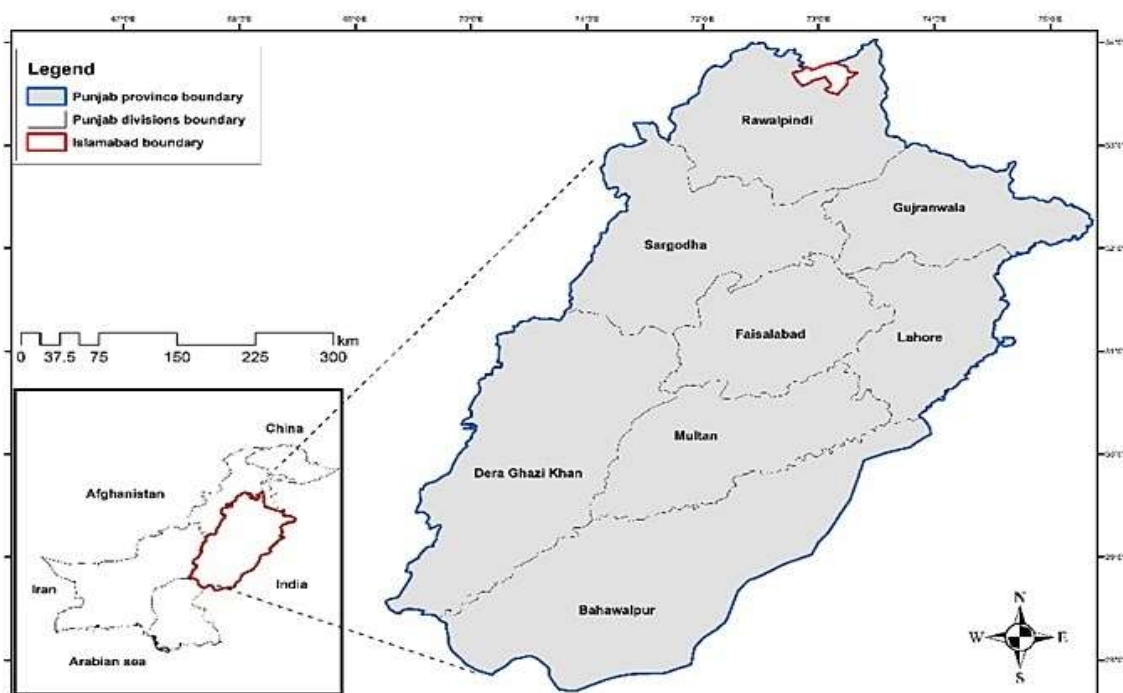 Legend
Punjab province boundary
Punjab divisions boundary
Islamabad boundary
Rawalpindi
Gujranwala
Sargodha
Faisalabad
Lahore
km
0 37.5 75 150 225 300
Multan
Dera Ghazi Khan
Bahawalpur
China
Afghanistan
Iran
India
Arabian sea
N
W E
S